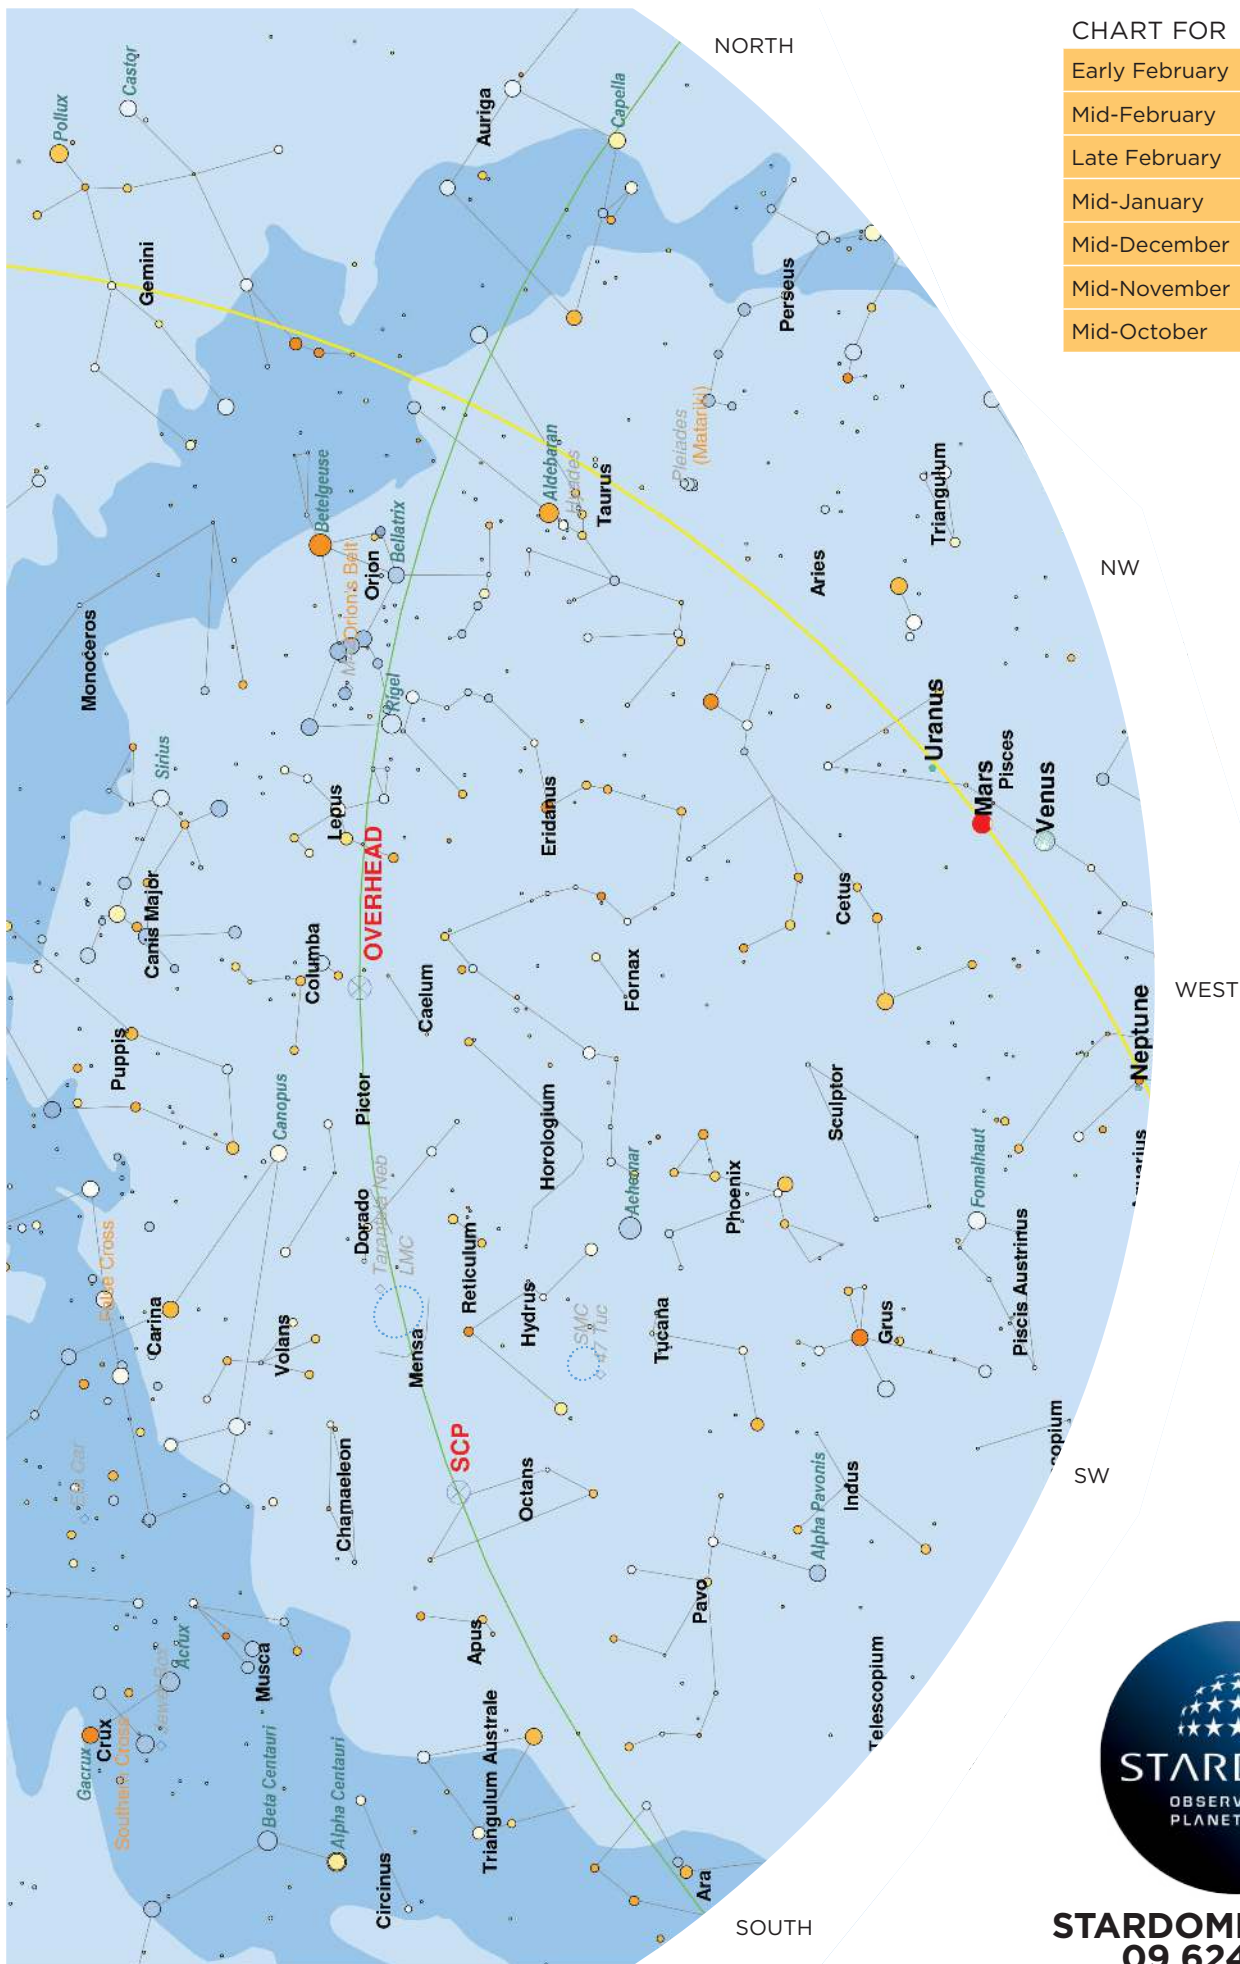 NORTH
CHART FOR
Early February
Mid-February
Late February
Mid-January
Mid-December
Mid-November
Mid-October
Pollux
Castor
Auriga
Capella
Gemini
Perseus
Pleiades
(Matariki)
Betelgeuse
Aldebaran
Hyades
Taurus
Triangulum
Bellatrix
Orion
Orion's Belt
Aries
NW
Monoceros
Rigel
Sirius
Uranus
Mars
Pisces
Venus
Lepus
Eridanus
OVERHEAD
Canis Major
Cetus
Columba
Caelum
Fornax
WEST
Neptune
Puppis
Pictor
Canopus
Horologium
Sculptor
Achernar
Phoenix
Fomalhaut
Dorado
Tarantula Neb
LMC
Reticulum
False Cross
Carina
Volans
Mensa
Hydrus
SMC
47 Tuc
Tucana
Grus
Piscis Austrinus
Eta Car
SCP
Chamaeleon
Octans
Alpha Pavonis
Indus
SW
Pavo
Acrux
Musca
Apus
Telescopium
Gacrux
Crux
Southern Cross
Beta Centauri
Alpha Centauri
Triangulum Australe
Circinus
Ara
SOUTH